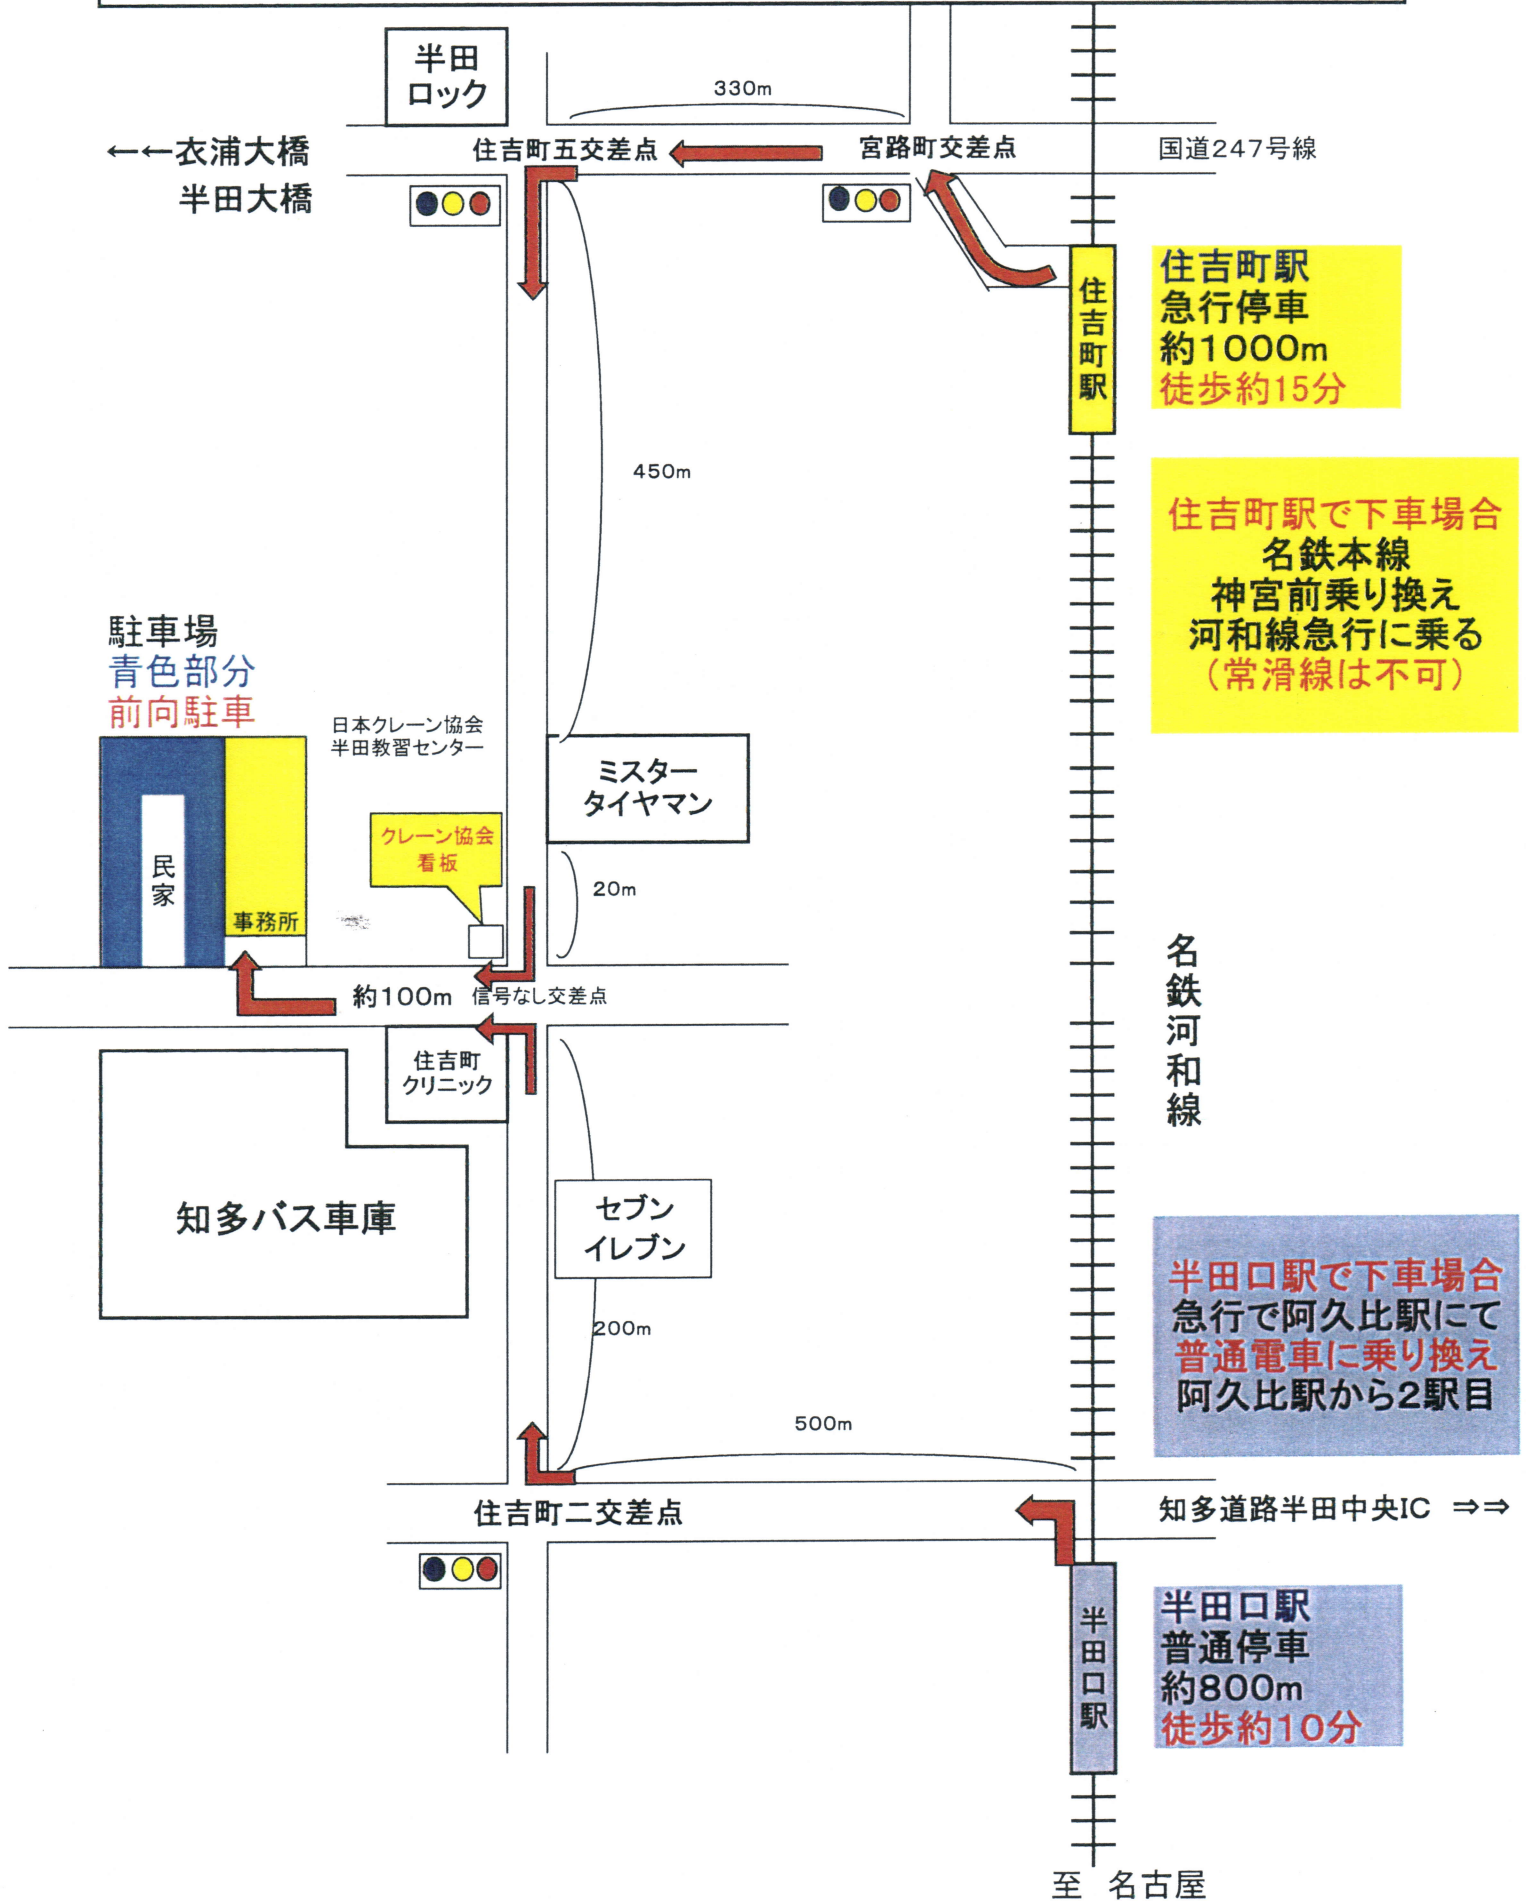 半田
ロック
330m
←←衣浦大橋
半田大橋
住吉町五交差点
宮路町交差点
国道247号線
住吉町駅
住吉町駅
急行停車
約1000m
徒歩約15分
450m
住吉町駅で下車場合
名鉄本線
神宮前乗り換え
河和線急行に乗る
（常滑線は不可）
駐車場
青色部分
前向駐車
日本クレーン協会
半田教習センター
ミスター
タイヤマン
クレーン協会
看板
民家
事務所
20m
名鉄河和線
約100m
信号なし交差点
住吉町
クリニック
知多バス車庫
セブン
イレブン
200m
半田口駅で下車場合
急行で阿久比駅にて
普通電車に乗り換え
阿久比駅から2駅目
500m
住吉町二交差点
知多道路半田中央IC ⇒⇒
半田口駅
半田口駅
普通停車
約800m
徒歩約10分
至 名古屋